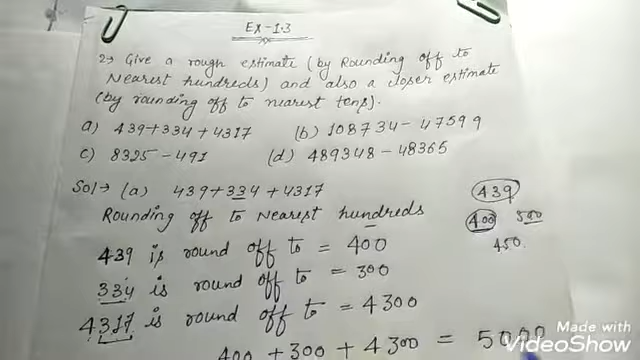 Ex-1.3
2→ Give a rough estimate (by Rounding off to
Nearest hundreds) and also a closer estimate
(by rounding off to nearest tens).
a) 439+334+4317 (b) 108734-47599
c) 8325-491 (d) 489348-48365
Sol→ (a) 439+334+4317
Rounding off to Nearest hundreds
439 is round off to = 400
334 is round off to = 300
4317 is round off to = 4300
400 + 300 + 4300 = 5000
439
400 500
450.
Made with
VideoShow